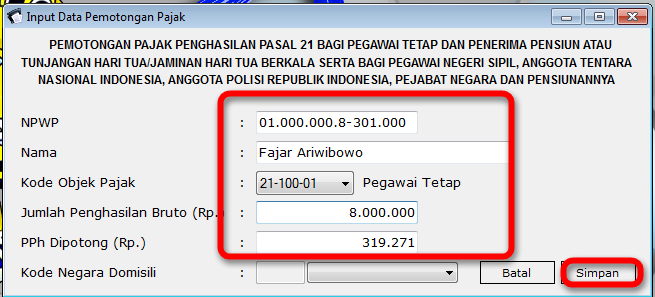 Input Data Pemotongan Pajak
PEMOTONGAN PAJAK PENGHASILAN PASAL 21 BAGI PEGAWAI TETAP DAN PENERIMA PENSIUN ATAU
TUNJANGAN HARI TUA/JAMINAN HARI TUA BERKALA SERTA BAGI PEGAWAI NEGERI SIPIL, ANGGOTA TENTARA
NASIONAL INDONESIA, ANGGOTA POLISI REPUBLIK INDONESIA, PEJABAT NEGARA DAN PENSIUNANNYA
NPWP : 01.000.000.8-301.000
Nama : Fajar Ariwibowo
Kode Objek Pajak : 21-100-01 Pegawai Tetap
Jumlah Penghasilan Bruto (Rp.) : 8.000.000
PPh Dipotong (Rp.) : 319.271
Kode Negara Domisili : Batal Simpan